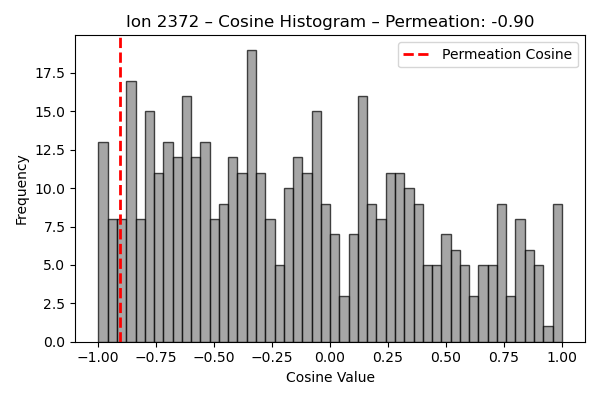 Ion 2372 – Cosine Histogram – Permeation: -0.90
Permeation Cosine
Frequency
17.5
15.0
12.5
10.0
7.5
5.0
2.5
0.0
−1.00 −0.75 −0.50 −0.25 0.00 0.25 0.50 0.75 1.00
Cosine Value